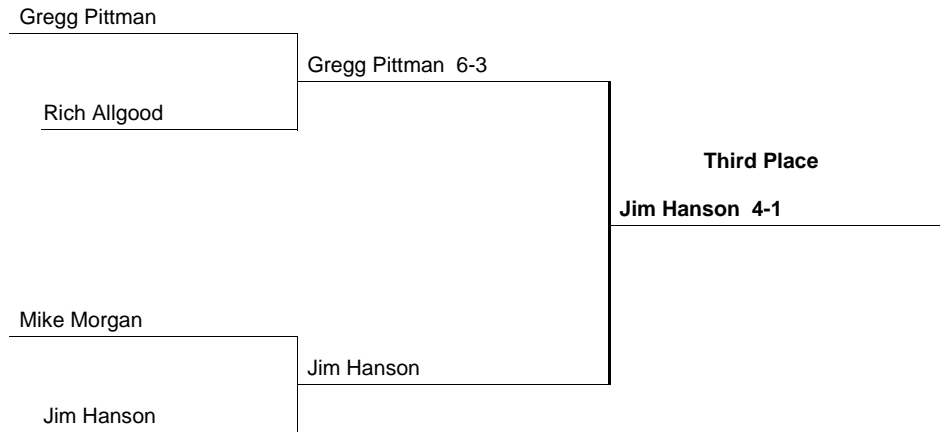 Gregg Pittman
Gregg Pittman 6-3
Rich Allgood
Third Place
Jim Hanson 4-1
Mike Morgan
Jim Hanson
Jim Hanson